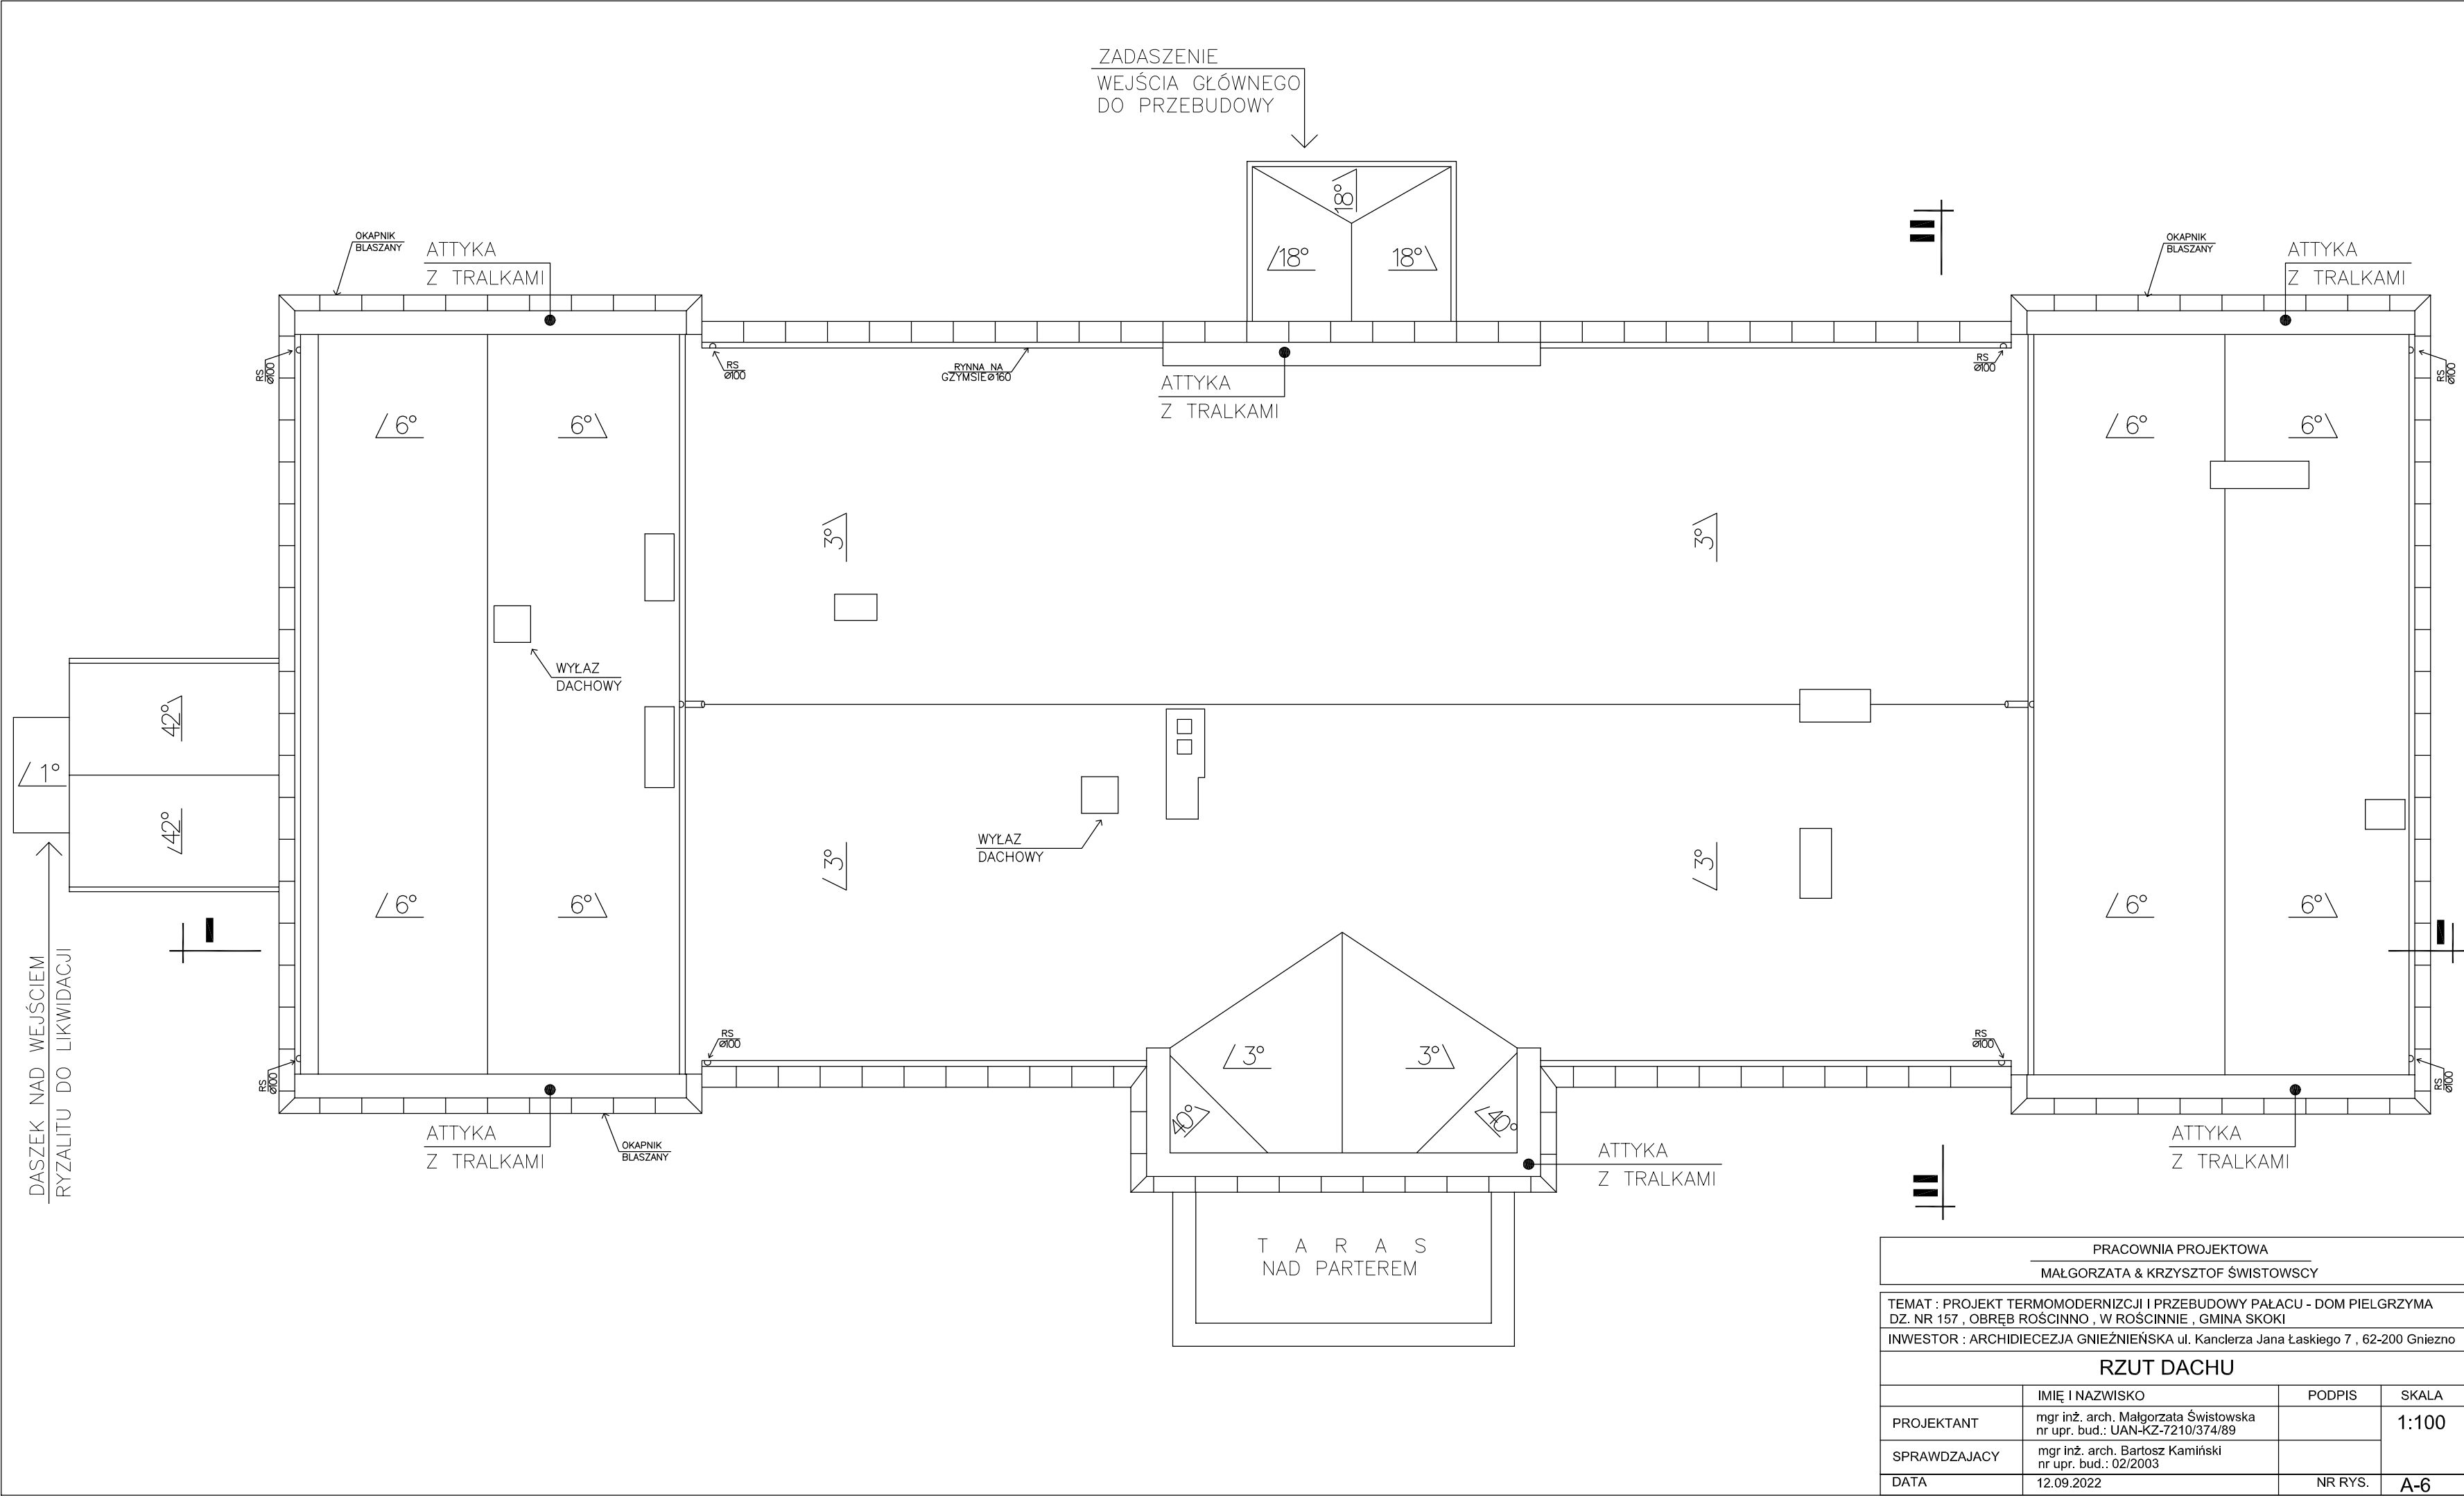 ZADASZENIE
WEJŚCIA GŁÓWNEGO
DO PRZEBUDOWY
18°
18°
18°
OKAPNIK
BLASZANY
ATTYKA
Z TRALKAMI
II
OKAPNIK
BLASZANY
ATTYKA
Z TRALKAMI
RS
Ø100
RS
Ø100
RYNNA NA
GZYMSIEØ160
ATTYKA
Z TRALKAMI
RS
Ø100
RS
Ø100
6°
6°
6°
6°
3°
3°
WYŁAZ
DACHOWY
42°
1°
42°
WYŁAZ
DACHOWY
3°
3°
6°
6°
6°
6°
I
I
DASZEK NAD WEJŚCIEM
RYZALITU DO LIKWIDACJI
RS
Ø100
RS
Ø100
3°
3°
RS
Ø100
RS
Ø100
40°
40°
ATTYKA
Z TRALKAMI
OKAPNIK
BLASZANY
ATTYKA
Z TRALKAMI
ATTYKA
Z TRALKAMI
II
T A R A S
NAD PARTEREM
PRACOWNIA PROJEKTOWA
MAŁGORZATA & KRZYSZTOF ŚWISTOWSCY
TEMAT : PROJEKT TERMOMODERNIZCJI I PRZEBUDOWY PAŁACU - DOM PIELGRZYMA
DZ. NR 157 , OBRĘB ROŚCINNO , W ROŚCINNIE , GMINA SKOKI
INWESTOR : ARCHIDIECEZJA GNIEŹNIEŃSKA ul. Kanclerza Jana Łaskiego 7 , 62-200 Gniezno
RZUT DACHU
IMIĘ I NAZWISKO PODPIS SKALA
PROJEKTANT mgr inż. arch. Małgorzata Świstowska 1:100
nr upr. bud.: UAN-KZ-7210/374/89
SPRAWDZAJACY mgr inż. arch. Bartosz Kamiński
nr upr. bud.: 02/2003
DATA 12.09.2022 NR RYS. A-6